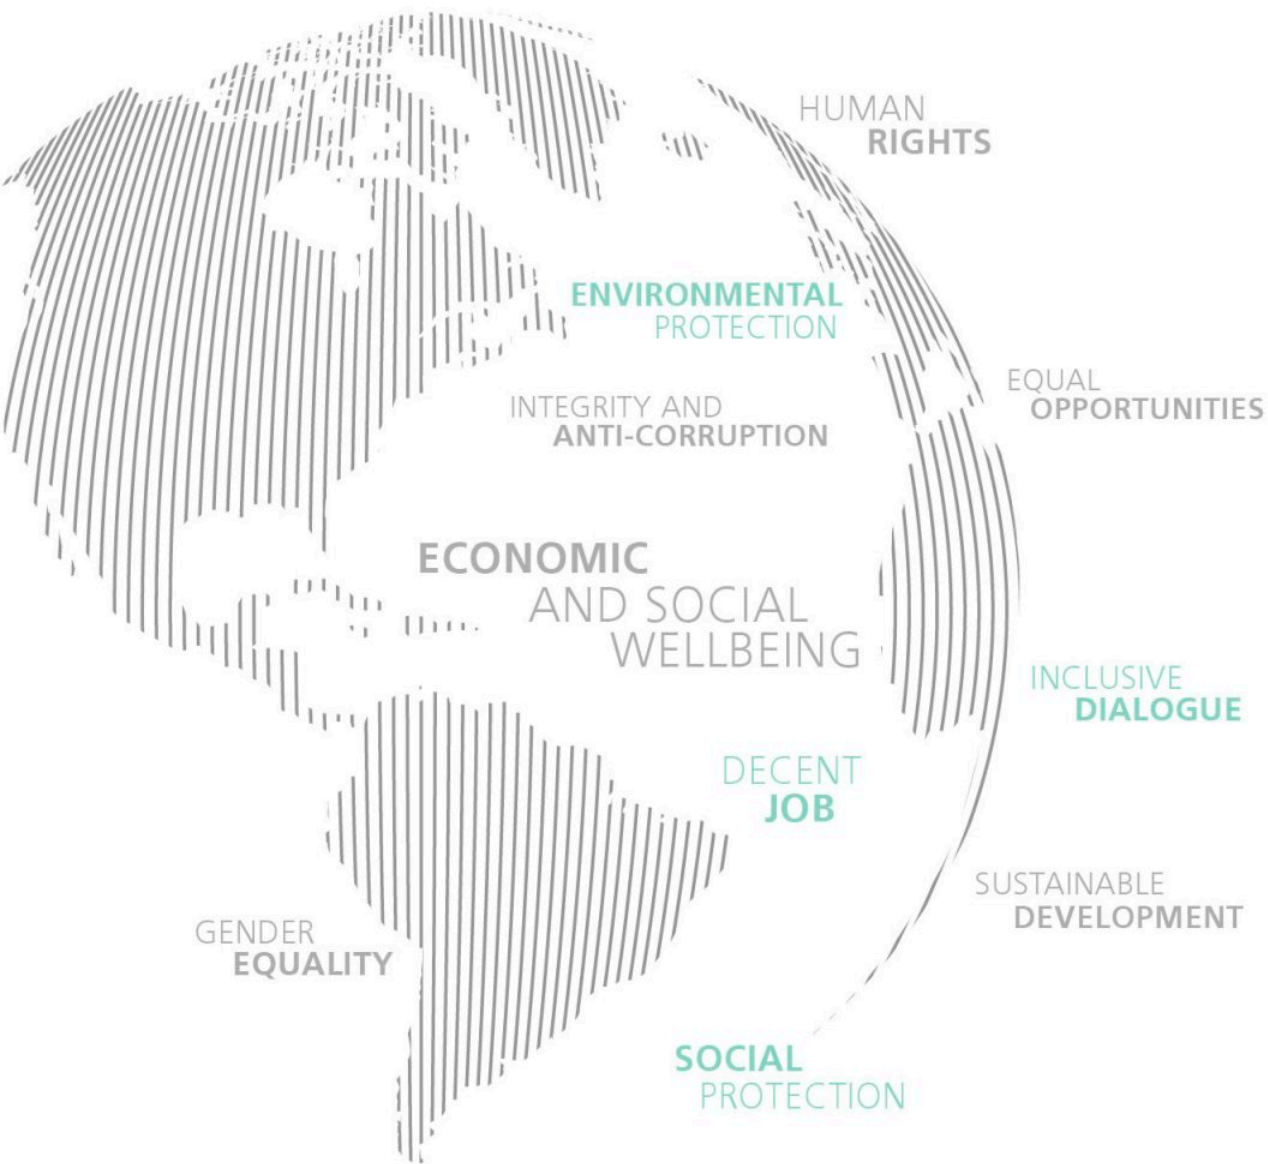 HUMAN
RIGHTS
ENVIRONMENTAL
PROTECTION
EQUAL
OPPORTUNITIES
INTEGRITY AND
ANTI-CORRUPTION
ECONOMIC
AND SOCIAL
WELLBEING
INCLUSIVE
DIALOGUE
DECENT
JOB
SUSTAINABLE
DEVELOPMENT
GENDER
EQUALITY
SOCIAL
PROTECTION